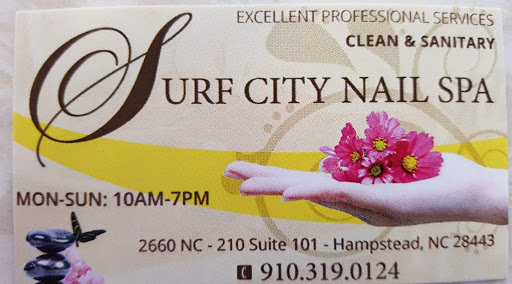 EXCELLENT PROFESSIONAL SERVICES
CLEAN & SANITARY
SURF CITY NAIL SPA
MON-SUN: 10AM-7PM
2660 NC - 210 Suite 101 - Hampstead, NC 28443
910.319.0124